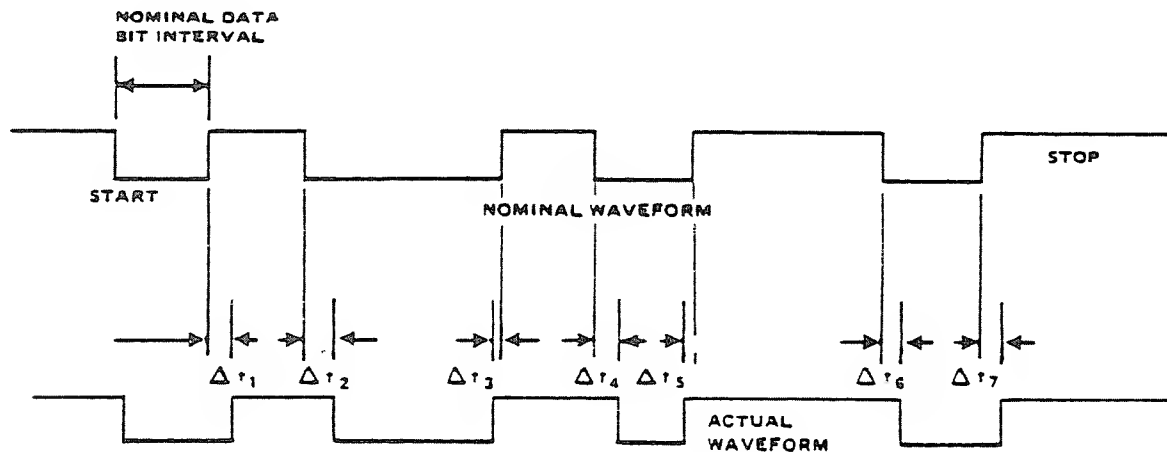 NOMINAL DATA
BIT INTERVAL
START
STOP
NOMINAL WAVEFORM
Δt₁ Δt₂ Δt₃ Δt₄ Δt₅ Δt₆ Δt₇
ACTUAL
WAVEFORM